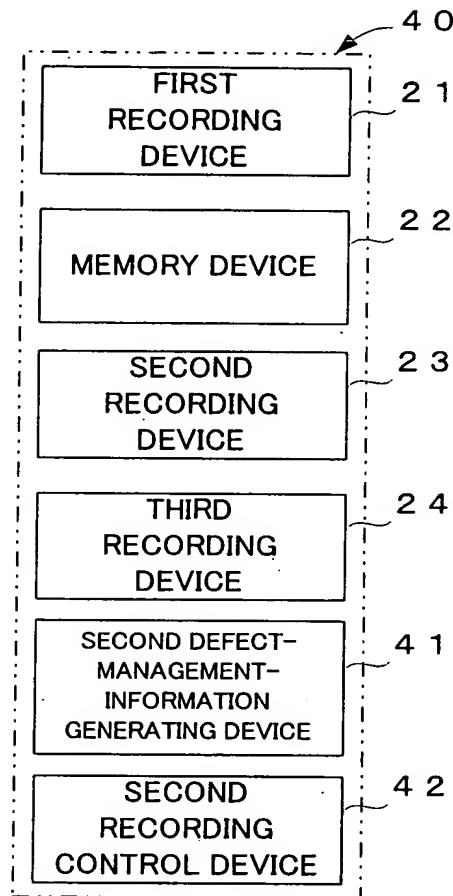 40
FIRST
RECORDING
DEVICE
21
MEMORY DEVICE
22
SECOND
RECORDING
DEVICE
23
THIRD
RECORDING
DEVICE
24
SECOND DEFECT-
MANAGEMENT-
INFORMATION
GENERATING DEVICE
41
SECOND
RECORDING
CONTROL DEVICE
42